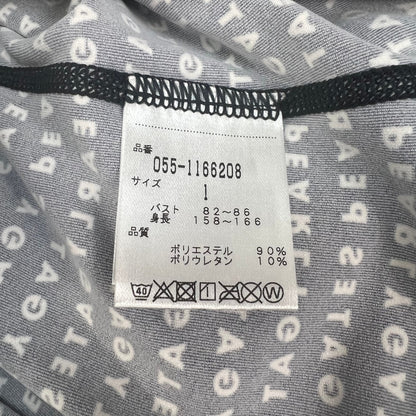 品番
055-1166208
サイズ
1
バスト 82~86
身長 158~166
品質
ポリエステル 90%
ポリウレタン 10%
40 1 W